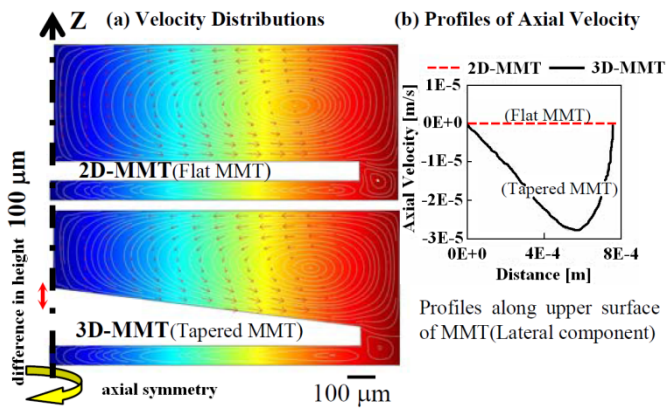 (a) Velocity Distributions
Z
2D-MMT(Flat MMT)
3D-MMT(Tapered MMT)
difference in height 100 μm
axial symmetry
100 μm
(b) Profiles of Axial Velocity
2D-MMT 3D-MMT
Axial Velocity [m/s]
1E-5
0E+0
-1E-5
-2E-5
-3E-5
(Flat MMT)
(Tapered MMT)
0E+0 4E-4 8E-4
Distance [m]
Profiles along upper surface
of MMT(Lateral component)